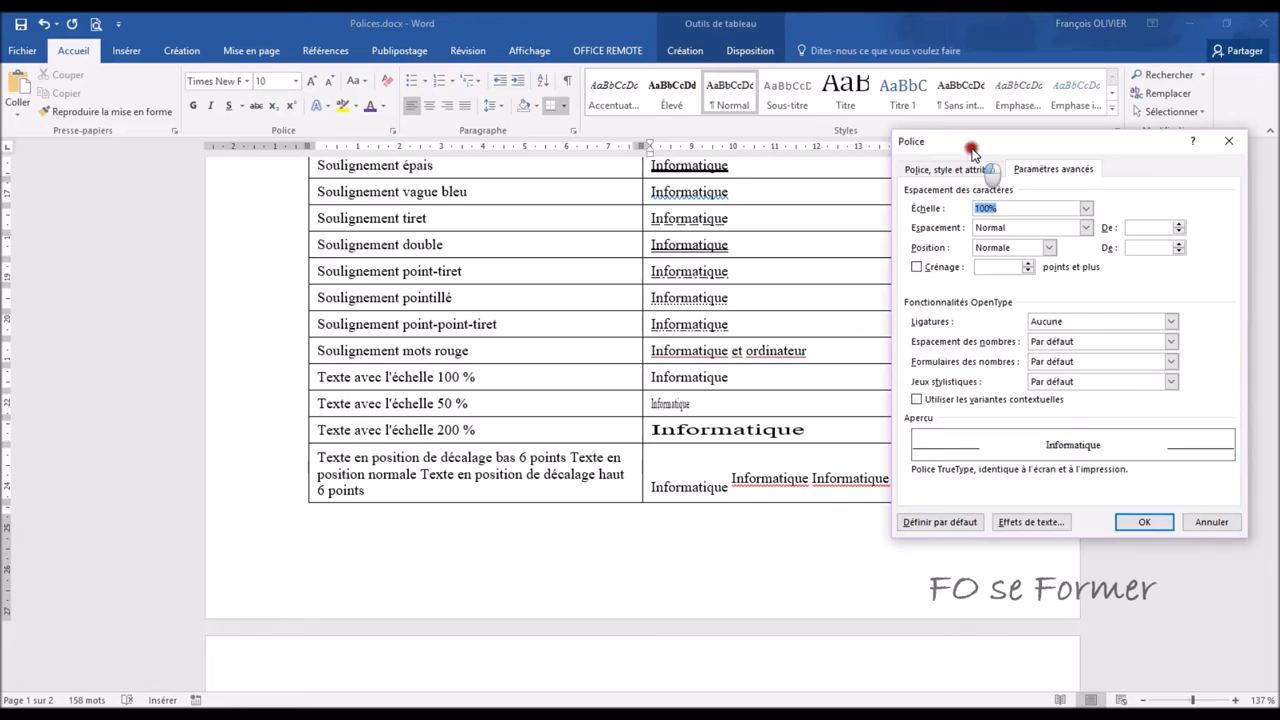 Polices.docx - Word
Outils de tableau
François OLIVIER
Fichier Accueil Insérer Création Mise en page Références Publipostage Révision Affichage OFFICE REMOTE Création Disposition Dites-nous ce que vous voulez faire Partager
Coller
Couper
Copier
Reproduire la mise en forme
Presse-papiers
Times New R 10
G I S abc X₂ X²
Police
Paragraphe
AaBbCcDc AaBbCcDc AaBbCcDc AaBbCcDc AaB AaBbC AaBbCcDc AaBbCcDc AaBbCcDc
Accentuat... Élevé ¶ Normal Sous-titre Titre Titre 1 ¶ Sans int... Emphase... Emphase i...
Styles
Rechercher
Remplacer
Sélectionner
Soulignement épais Informatique
Soulignement vague bleu Informatique
Soulignement tiret Informatique
Soulignement double Informatique
Soulignement point-tiret Informatique
Soulignement pointillé Informatique
Soulignement point-point-tiret Informatique
Soulignement mots rouge Informatique et ordinateur
Texte avec l'échelle 100 % Informatique
Texte avec l'échelle 50 % Informatique
Texte avec l'échelle 200 % Informatique
Texte en position de décalage bas 6 points Texte en
position normale Texte en position de décalage haut
6 points
Informatique Informatique Informatique
Police
Police, style et attrib
Paramètres avancés
Espacement des caractères
Échelle : 100%
Espacement : Normal De :
Position : Normale De :
Crénage : points et plus
Fonctionnalités OpenType
Ligatures : Aucune
Espacement des nombres : Par défaut
Formulaires des nombres : Par défaut
Jeux stylistiques : Par défaut
Utiliser les variantes contextuelles
Aperçu
Informatique
Police TrueType, identique à l'écran et à l'impression.
Définir par défaut Effets de texte... OK Annuler
FO se Former
Page 1 sur 2 158 mots Insérer 137 %